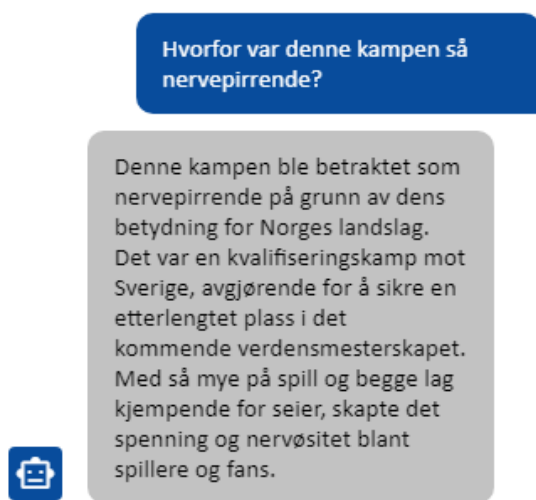 Hvorfor var denne kampen så
nervepirrende?
Denne kampen ble betraktet som
nervepirrende på grunn av dens
betydning for Norges landslag.
Det var en kvalifiseringskamp mot
Sverige, avgjørende for å sikre en
etterlengtet plass i det
kommende verdensmesterskapet.
Med så mye på spill og begge lag
kjempende for seier, skapte det
spenning og nervøsitet blant
spillere og fans.